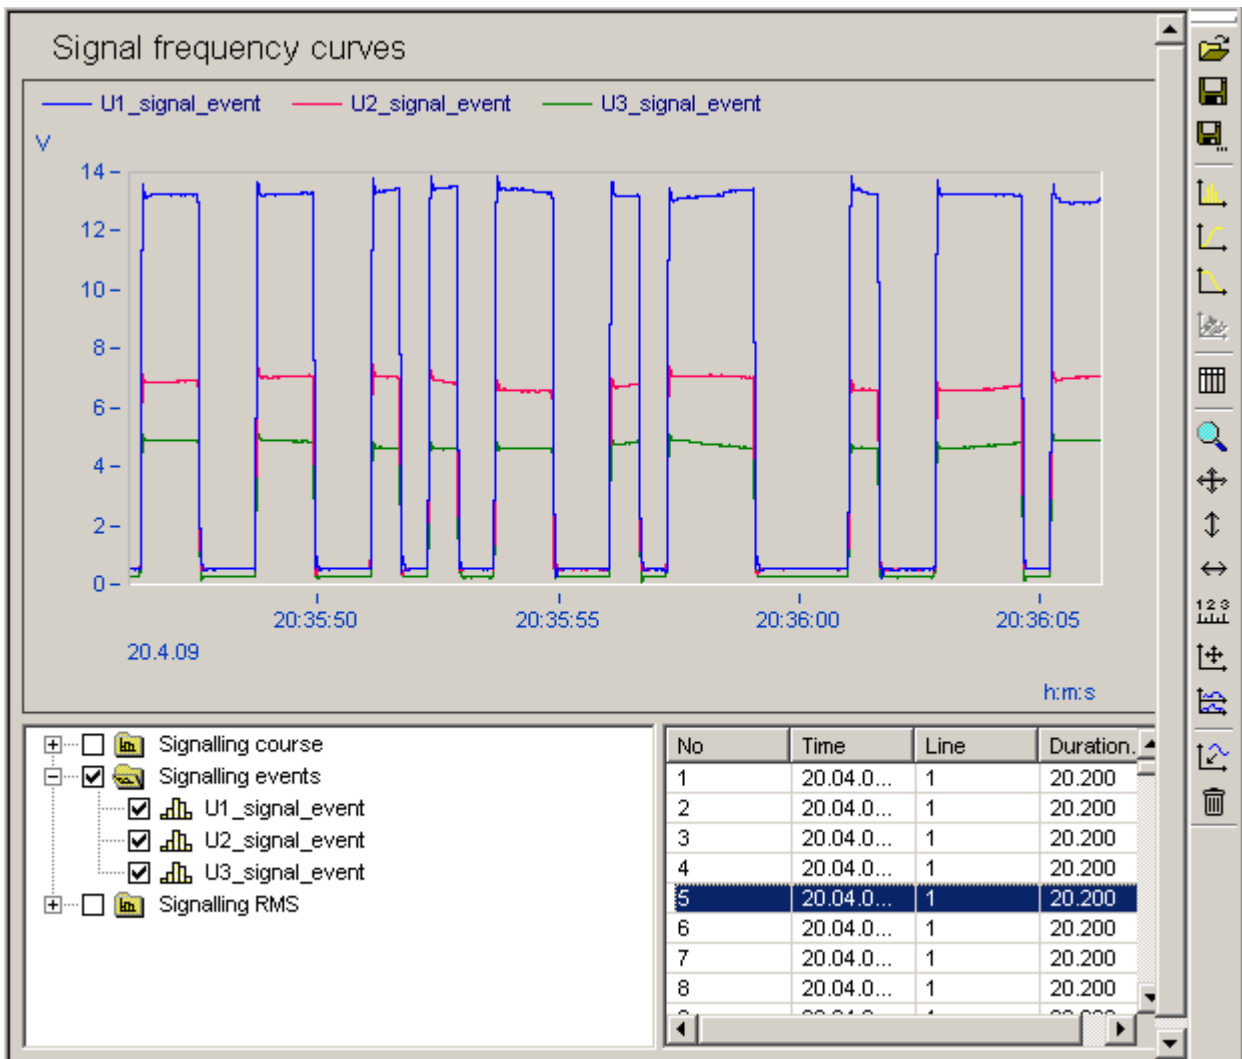 Signal frequency curves
U1_signal_event U2_signal_event U3_signal_event
V
14
12
10
8
6
4
2
0
20:35:50 20:35:55 20:36:00 20:36:05
20.4.09
h:m:s
1 2 3
Signalling course
Signalling events
U1_signal_event
U2_signal_event
U3_signal_event
Signalling RMS
No Time Line Duration.
1 20.04.0... 1 20.200
2 20.04.0... 1 20.200
3 20.04.0... 1 20.200
4 20.04.0... 1 20.200
5 20.04.0... 1 20.200
6 20.04.0... 1 20.200
7 20.04.0... 1 20.200
8 20.04.0... 1 20.200